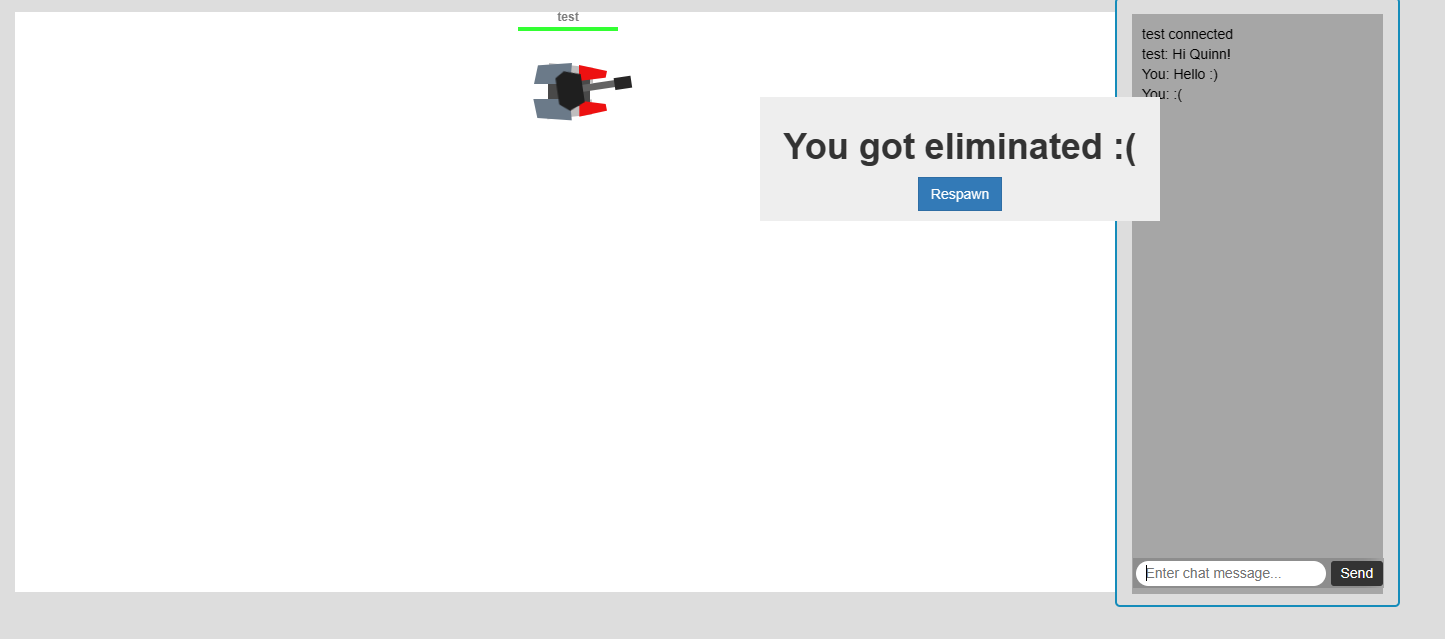 test
test connected
test: Hi Quinn!
You: Hello :)
You: :(
You got eliminated :(
Respawn
Enter chat message...
Send